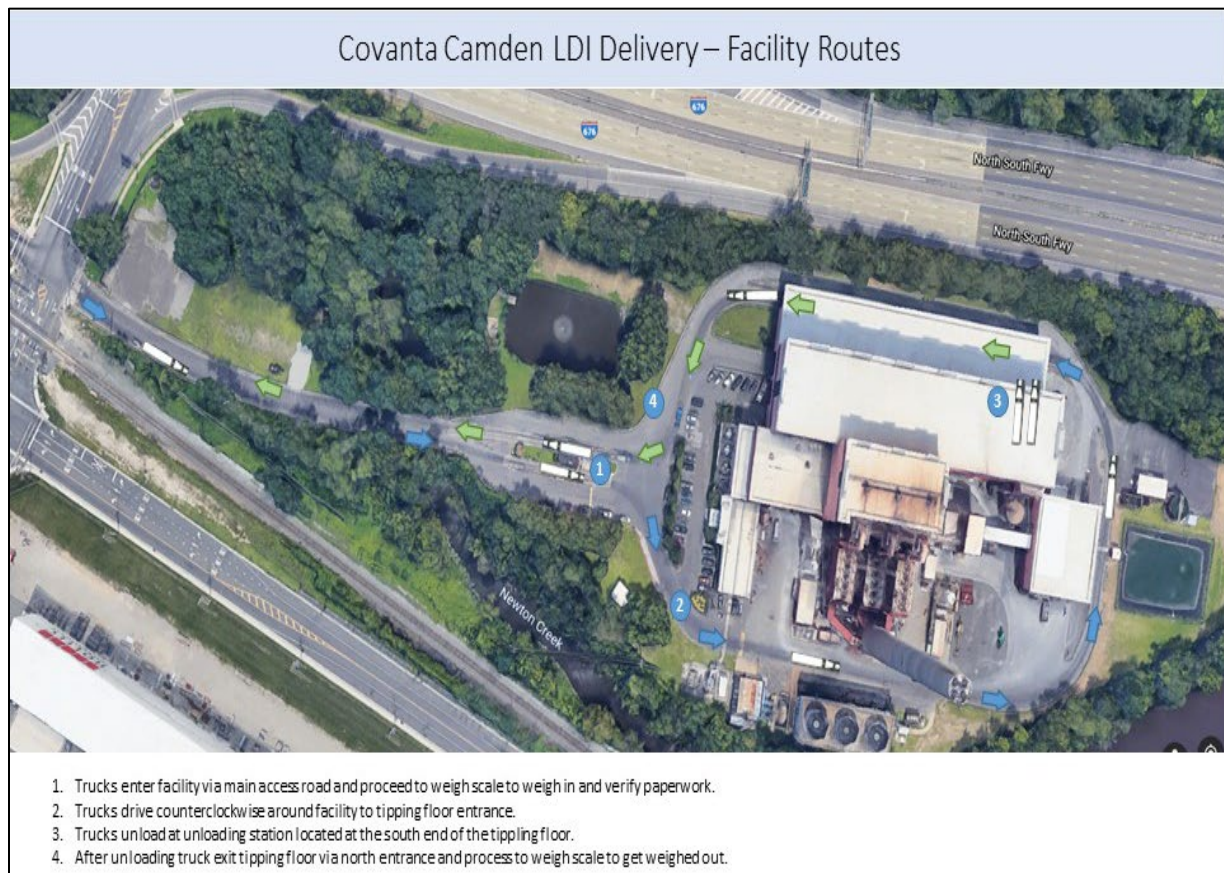 Covanta Camden LDI Delivery – Facility Routes
676
676
North South Fwy
North South Fwy
3
4
1
2
Newton Creek
1. Trucks enter facility via main access road and proceed to weigh scale to weigh in and verify paperwork.
2. Trucks drive counterclockwise around facility to tipping floor entrance.
3. Trucks unload at unloading station located at the south end of the tippling floor.
4. After unloading truck exit tipping floor via north entrance and process to weigh scale to get weighed out.